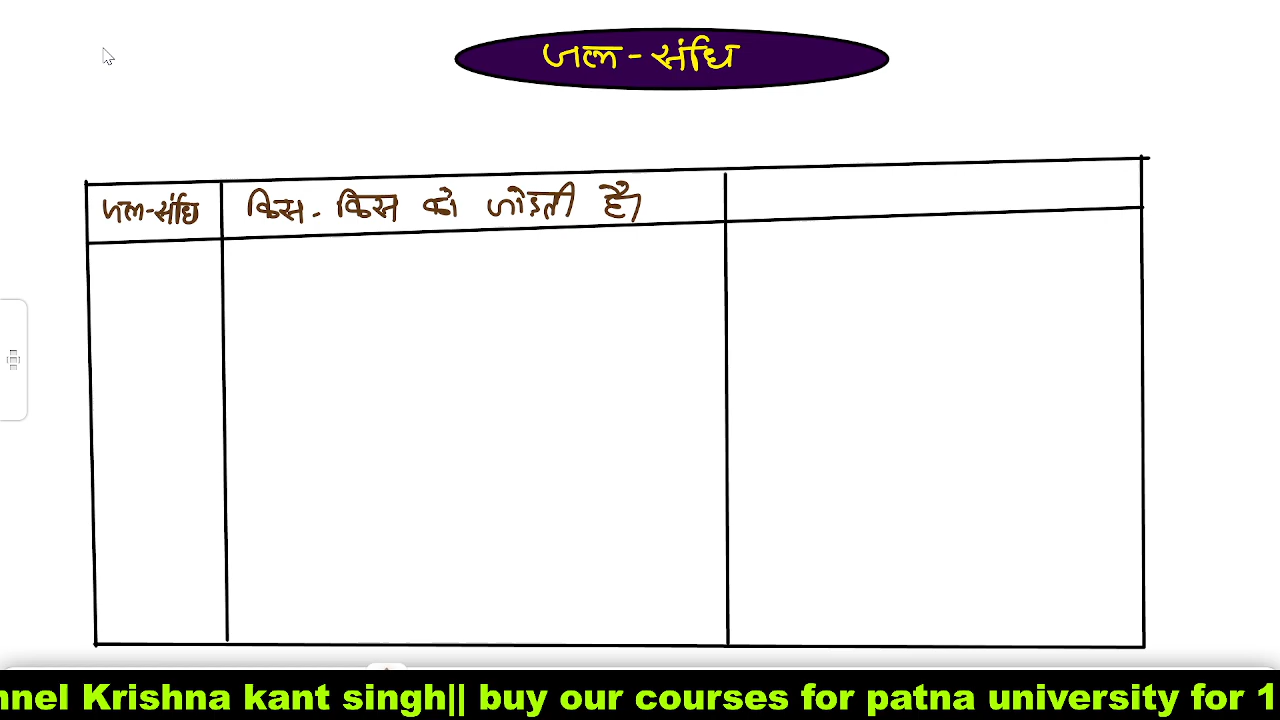 जल-संधि
जल-संधि किस-किस को जोड़ती है।
nnel Krishna kant singh|| buy our courses for patna university for 1